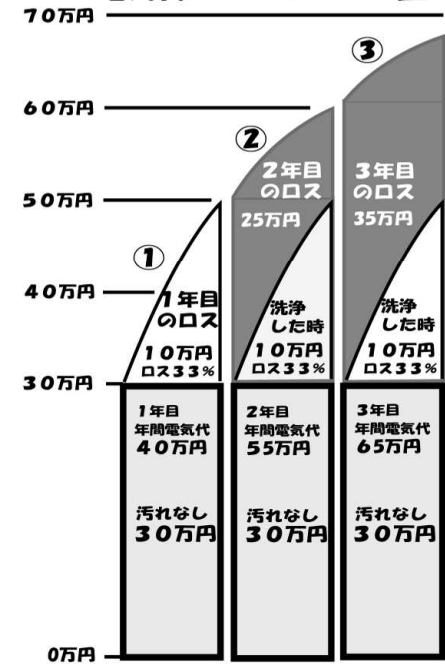 70万円
③
60万円
②
2年目
のロス
25万円
3年目
のロス
35万円
50万円
①
40万円
1年目
のロス
10万円
ロス33%
洗浄
した時
10万円
ロス33%
洗浄
した時
10万円
ロス33%
30万円
1年目
年間電気代
40万円
2年目
年間電気代
55万円
3年目
年間電気代
65万円
汚れなし
30万円
汚れなし
30万円
汚れなし
30万円
0万円